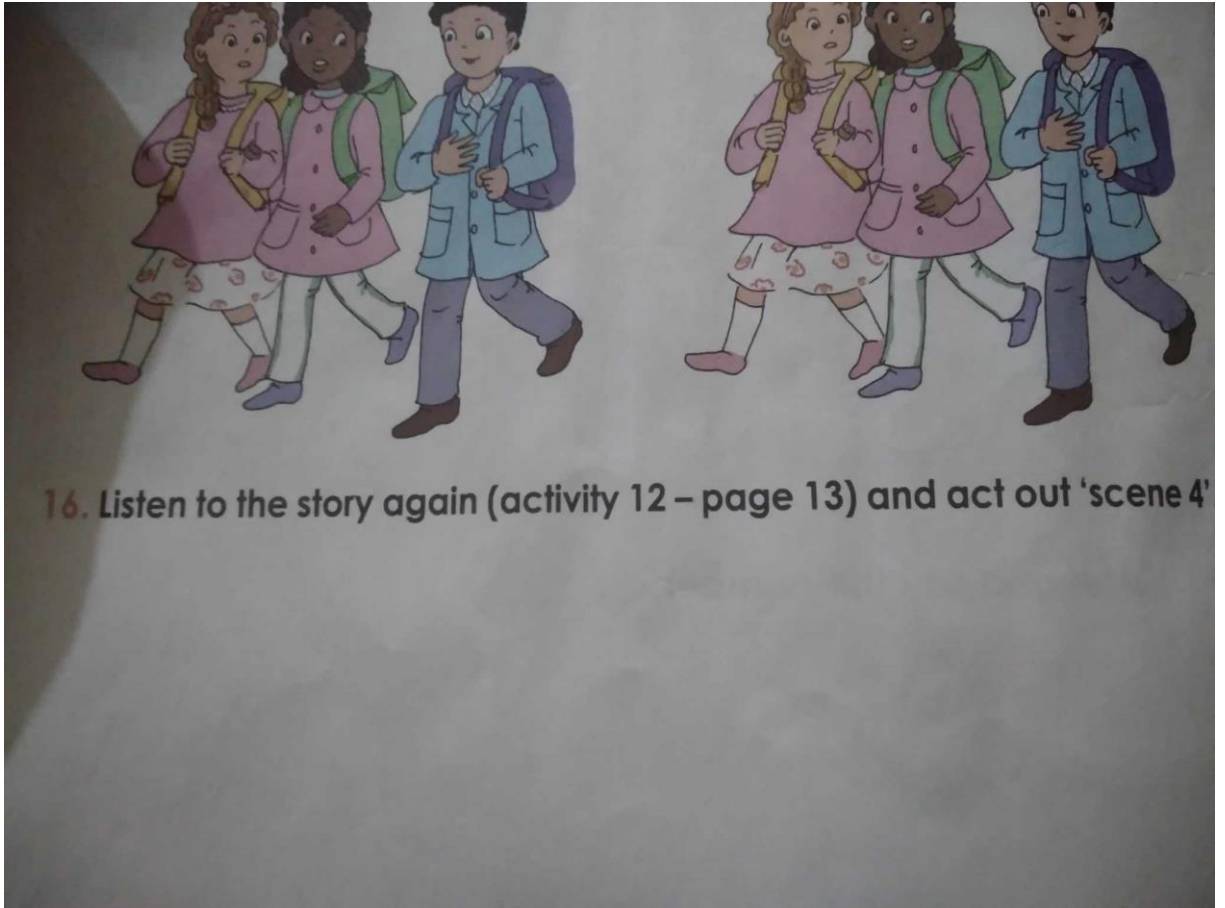 16. Listen to the story again (activity 12 – page 13) and act out ‘scene 4’